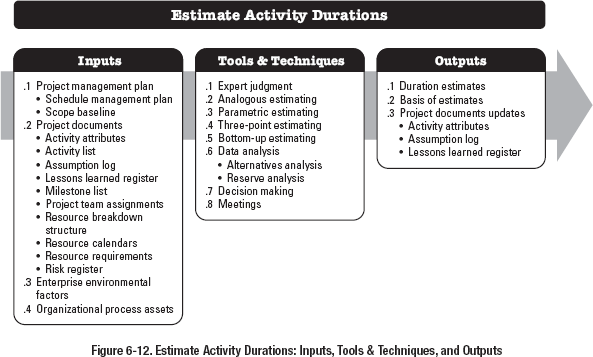 Estimate Activity Durations
Inputs
.1 Project management plan
• Schedule management plan
• Scope baseline
.2 Project documents
• Activity attributes
• Activity list
• Assumption log
• Lessons learned register
• Milestone list
• Project team assignments
• Resource breakdown
structure
• Resource calendars
• Resource requirements
• Risk register
.3 Enterprise environmental
factors
.4 Organizational process assets
Tools & Techniques
.1 Expert judgment
.2 Analogous estimating
.3 Parametric estimating
.4 Three-point estimating
.5 Bottom-up estimating
.6 Data analysis
• Alternatives analysis
• Reserve analysis
.7 Decision making
.8 Meetings
Outputs
.1 Duration estimates
.2 Basis of estimates
.3 Project documents updates
• Activity attributes
• Assumption log
• Lessons learned register
Figure 6-12. Estimate Activity Durations: Inputs, Tools & Techniques, and Outputs